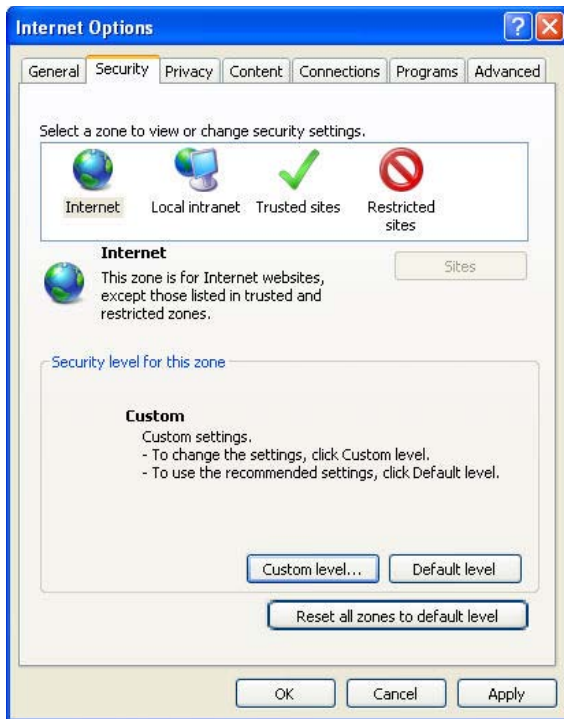 Internet Options
General Security Privacy Content Connections Programs Advanced
Select a zone to view or change security settings.
Internet Local intranet Trusted sites Restricted sites
Internet
Sites
This zone is for Internet websites,
except those listed in trusted and
restricted zones.
Security level for this zone
Custom
Custom settings.
- To change the settings, click Custom level.
- To use the recommended settings, click Default level.
Custom level... Default level
Reset all zones to default level
OK Cancel Apply